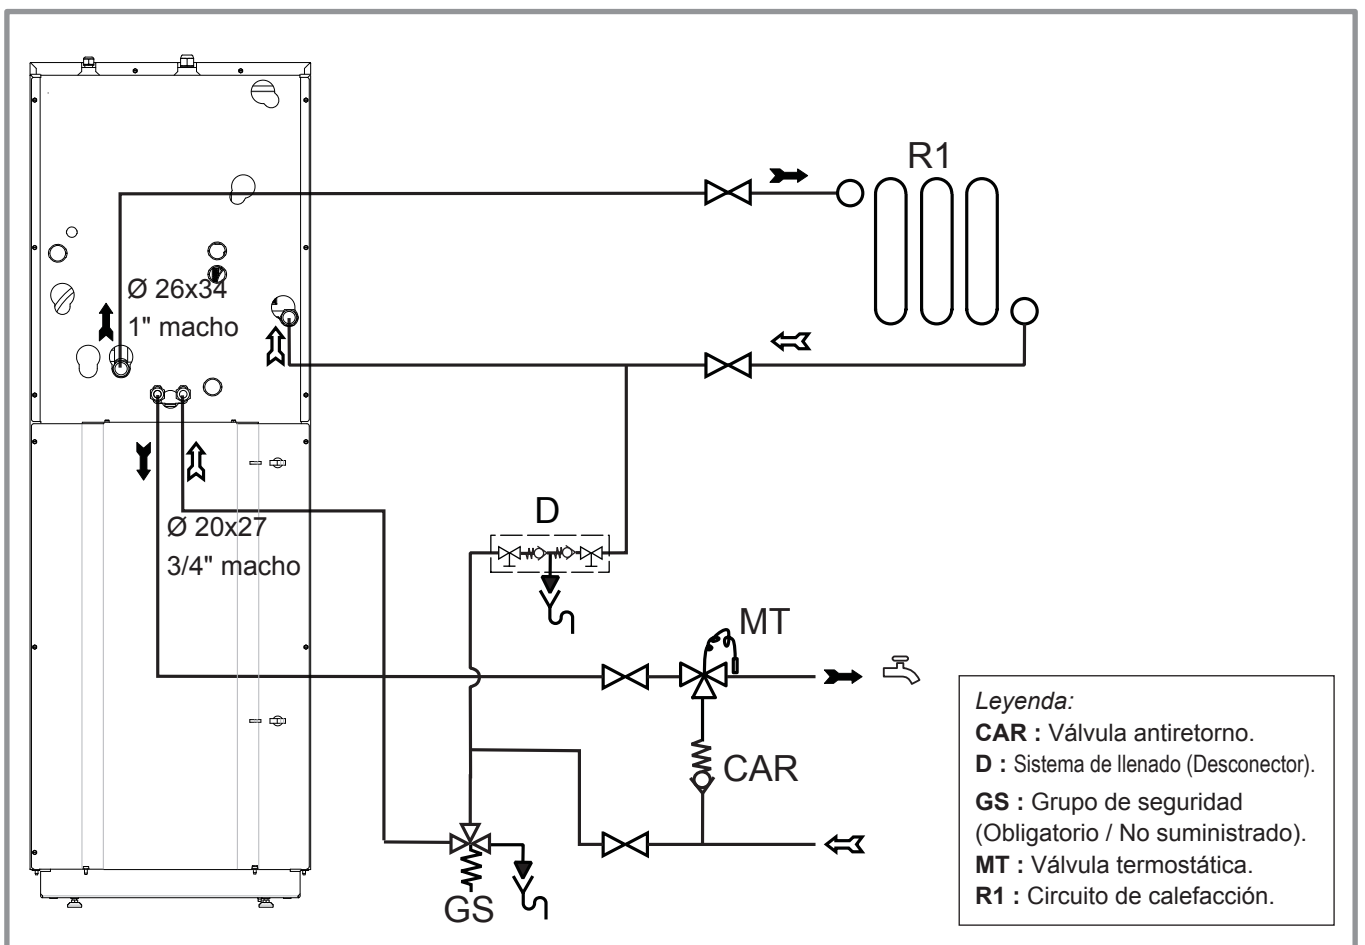 R1
Ø 26x34
1" macho
Ø 20x27
3/4" macho
D
MT
CAR
GS
Leyenda:
CAR : Válvula antiretorno.
D : Sistema de llenado (Desconector).
GS : Grupo de seguridad
(Obligatorio / No suministrado).
MT : Válvula termostática.
R1 : Circuito de calefacción.